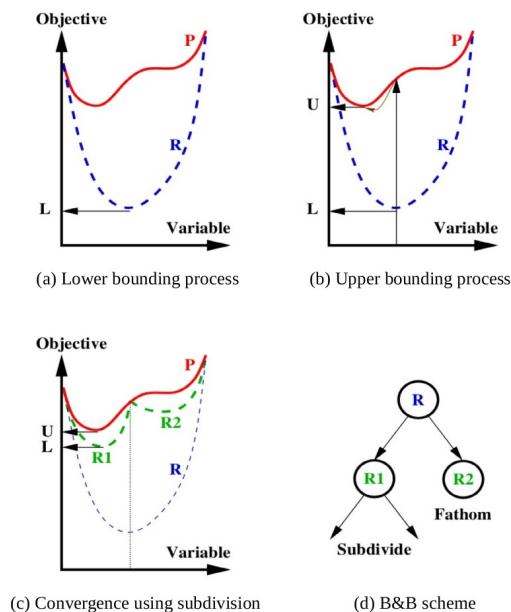 Objective
P
R
L
Variable
(a) Lower bounding process
Objective
P
U
R
L
Variable
(b) Upper bounding process
Objective
P
U
L
R1
R2
R
Variable
(c) Convergence using subdivision
R
R1
R2
Fathom
Subdivide
(d) B&B scheme